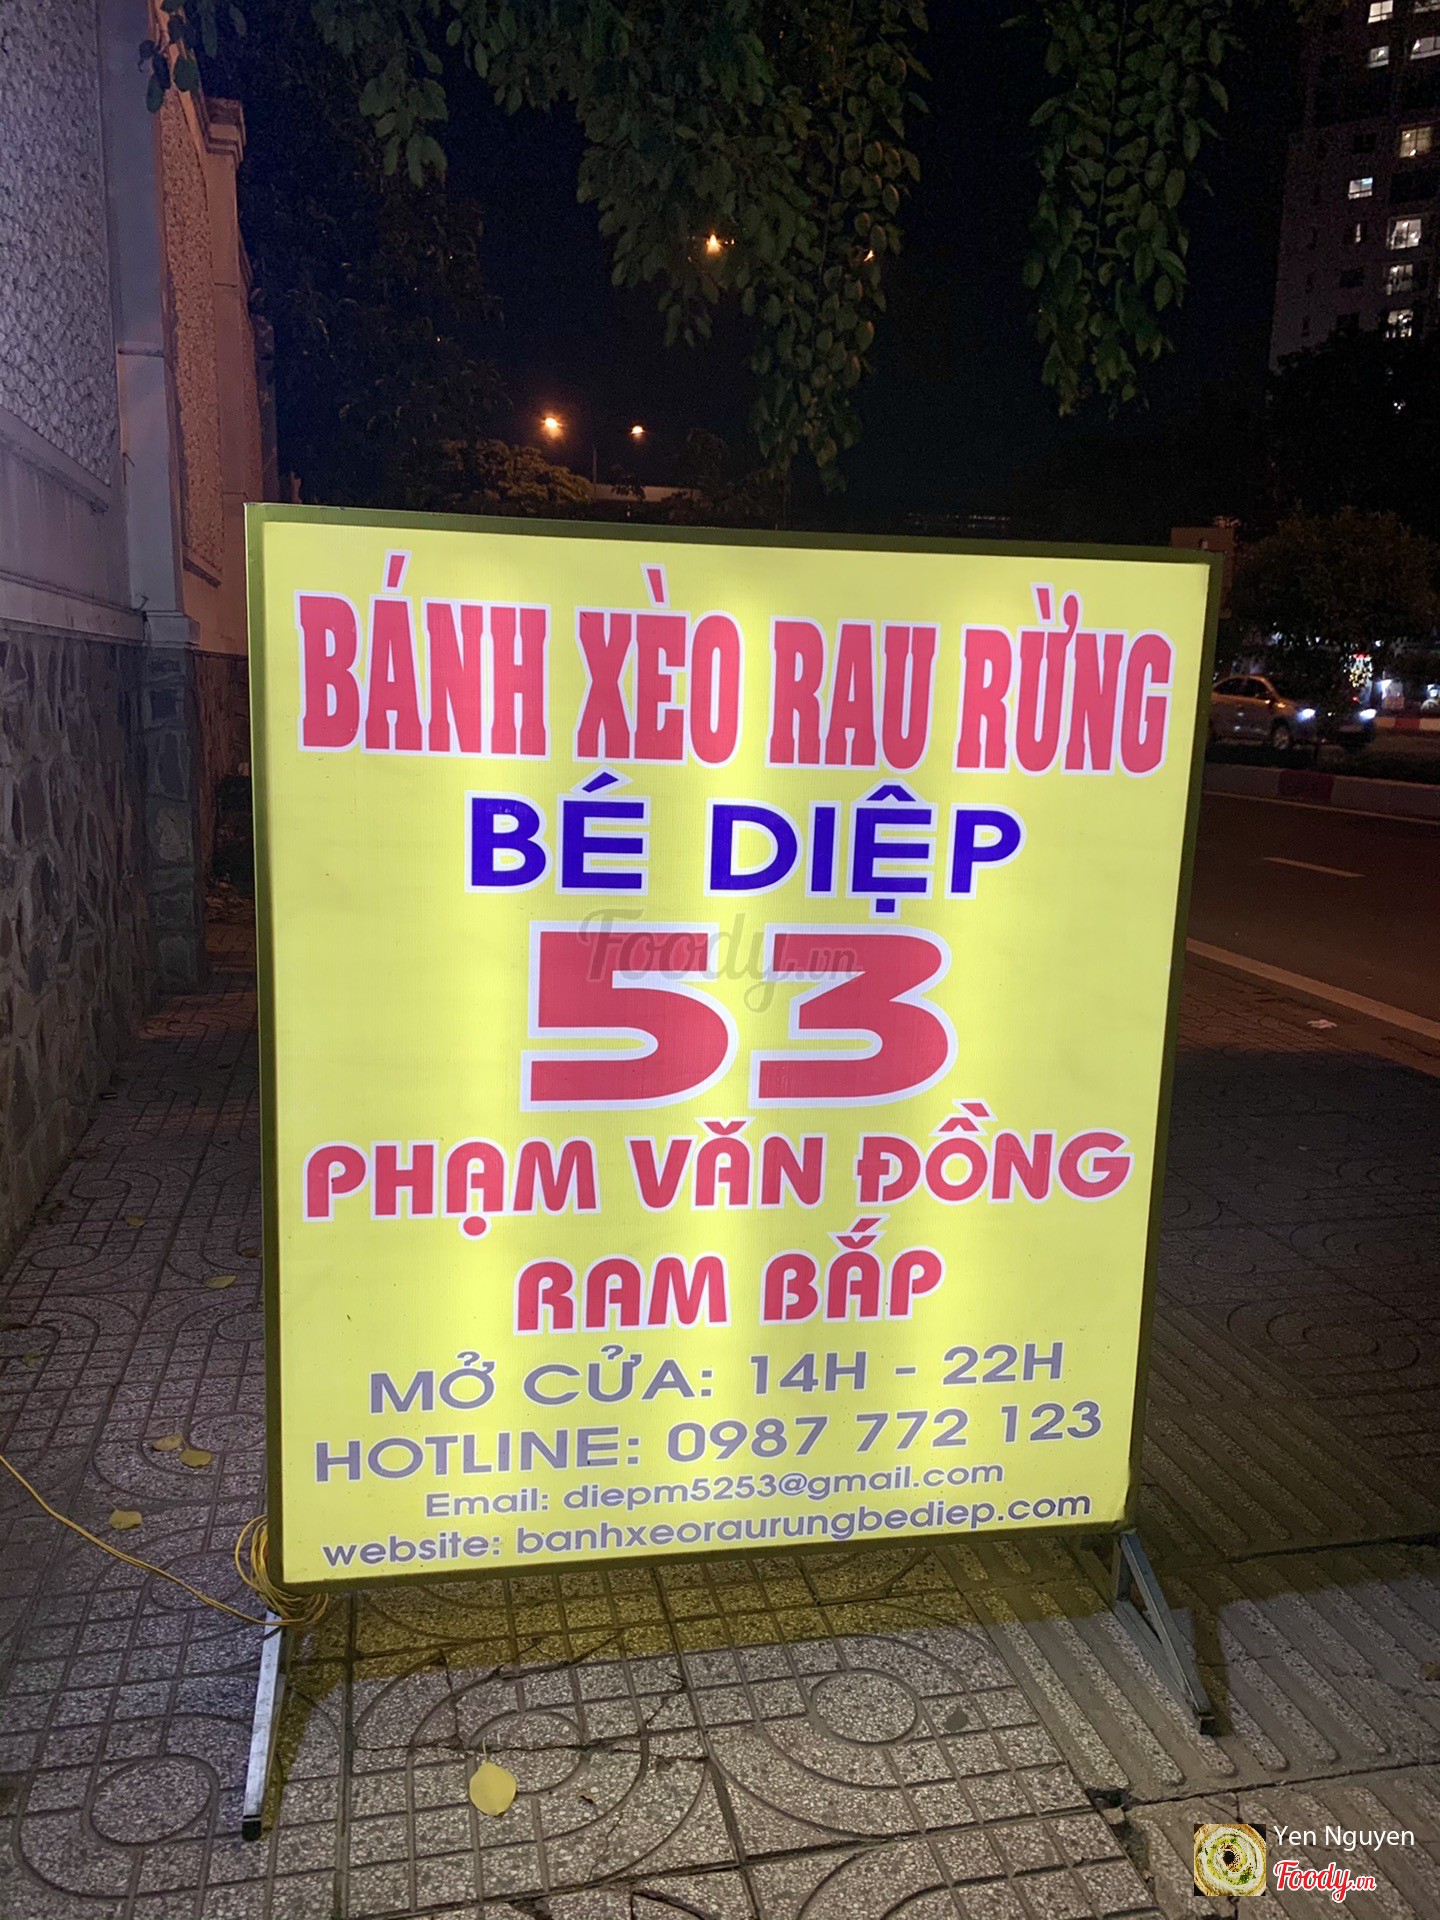 BÁNH XÈO RAU RỪNG
BÉ DIỆP
53
PHẠM VĂN ĐỒNG
RAM BẮP
MỞ CỬA: 14H - 22H
HOTLINE: 0987 772 123
Email: diepm5253@gmail.com
website: banhxeoraurungbediep.com
Foody.vn
Yen Nguyen
Foody.vn